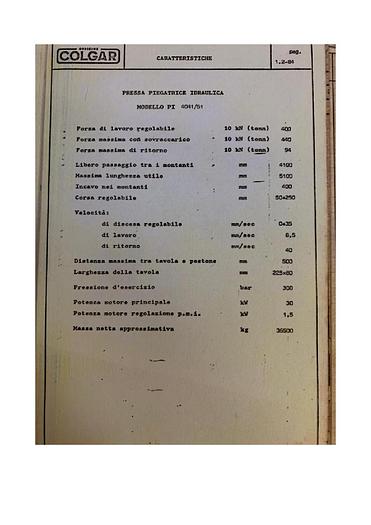 OFFICINE
COLGAR
CARATTERISTICHE
pag.
1.2-04
PRESSA PIEGATRICE IDRAULICA
MODELLO PI 4041/51
Forza di lavoro regolabile 10 kN (tonn) 400
Forza massima con sovraccarico 10 kN (tonn) 440
Forza massima di ritorno 10 kN (tonn) 94
Libero passaggio tra i montanti mm 4100
Massima lunghezza utile mm 5100
Incavo nei montanti mm 400
Corsa regolabile mm 50÷250
Velocità:
di discesa regolabile mm/sec 0÷35
di lavoro mm/sec 6,5
di ritorno mm/sec 40
Distanza massima tra tavola e pestone mm 500
Larghezza della tavola mm 225÷80
Pressione d'esercizio bar 300
Potenza motore principale kW 30
Potenza motore regolazione p.m.i. kW 1,5
Massa netta approssimativa kg 36500